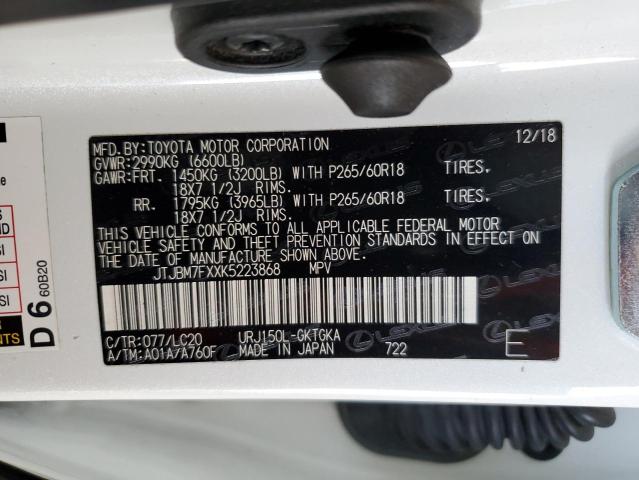 MFD.BY:TOYOTA MOTOR CORPORATION 12/18
GVWR:2990KG (6600LB)
GAWR:FRT. 1450KG (3200LB) WITH P265/60R18 TIRES.
18X7 1/2J RIMS.
RR. 1795KG (3965LB) WITH P265/60R18 TIRES.
18X7 1/2J RIMS.
THIS VEHICLE CONFORMS TO ALL APPLICABLE FEDERAL MOTOR
VEHICLE SAFETY AND THEFT PREVENTION STANDARDS IN EFFECT ON
THE DATE OF MANUFACTURE SHOWN ABOVE.
JTJBM7FXXK5223868 MPV
C/TR:077/LC20 URJ150L-GKTGKA
A/TM:A01A/A760F MADE IN JAPAN 722 E
LEXUS
D6
60B20